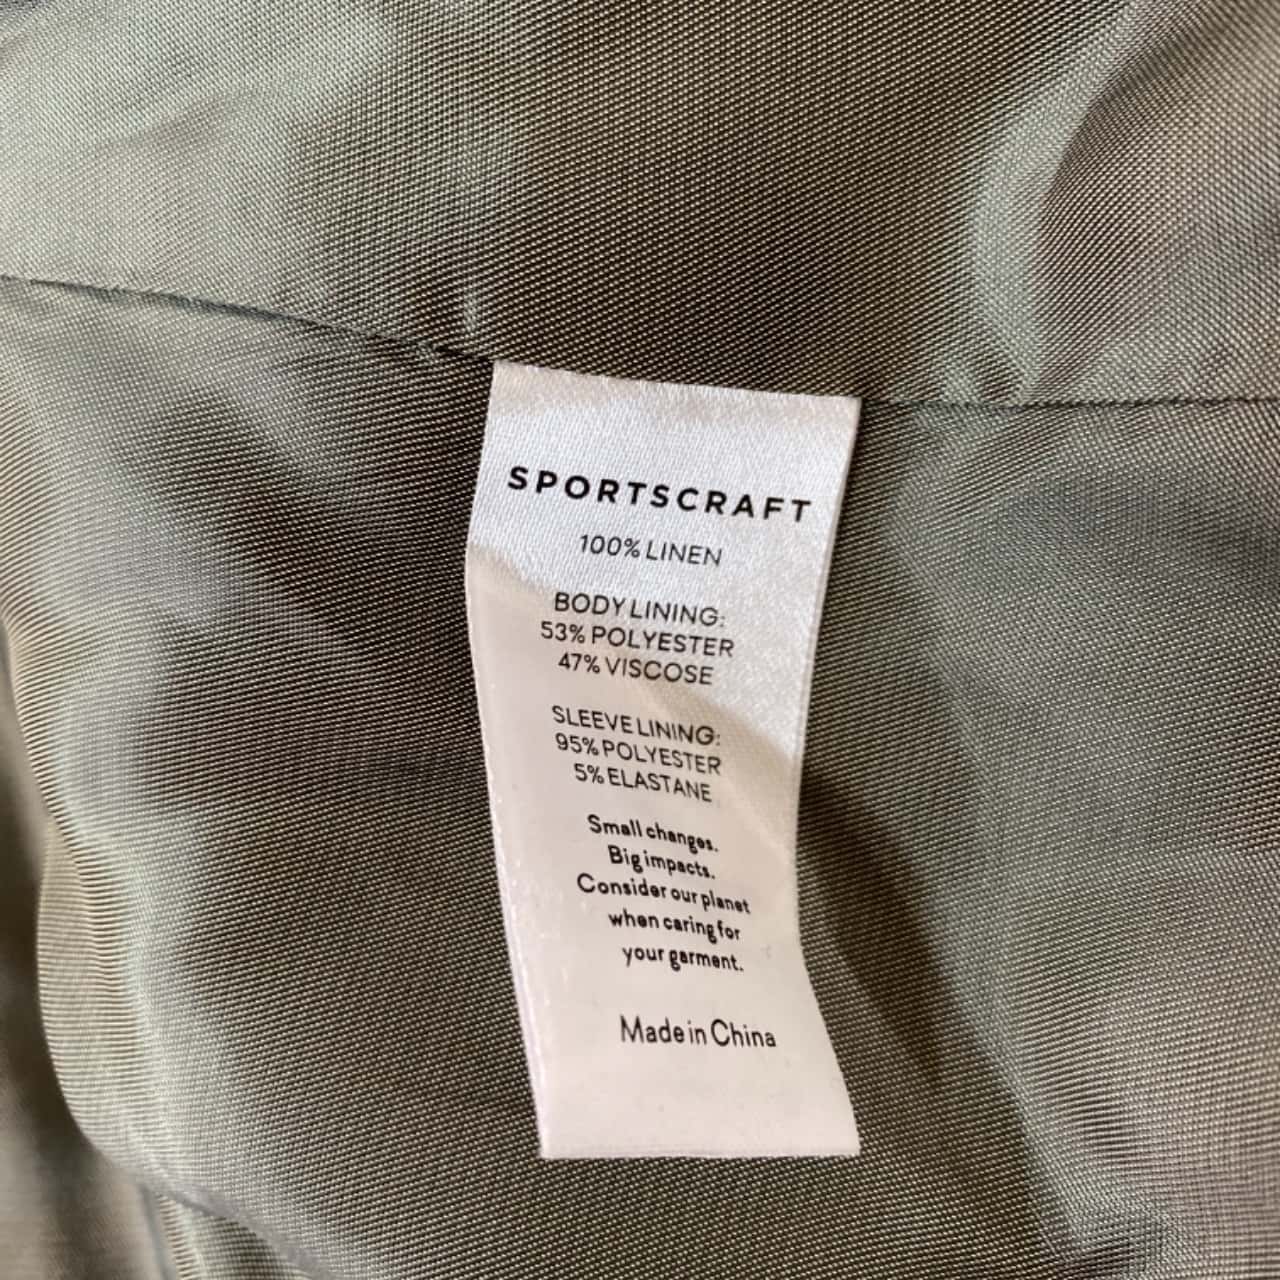 SPORTSCRAFT
100% LINEN
BODY LINING:
53% POLYESTER
47% VISCOSE
SLEEVE LINING:
95% POLYESTER
5% ELASTANE
Small changes.
Big impacts.
Consider our planet
when caring for
your garment.
Made in China